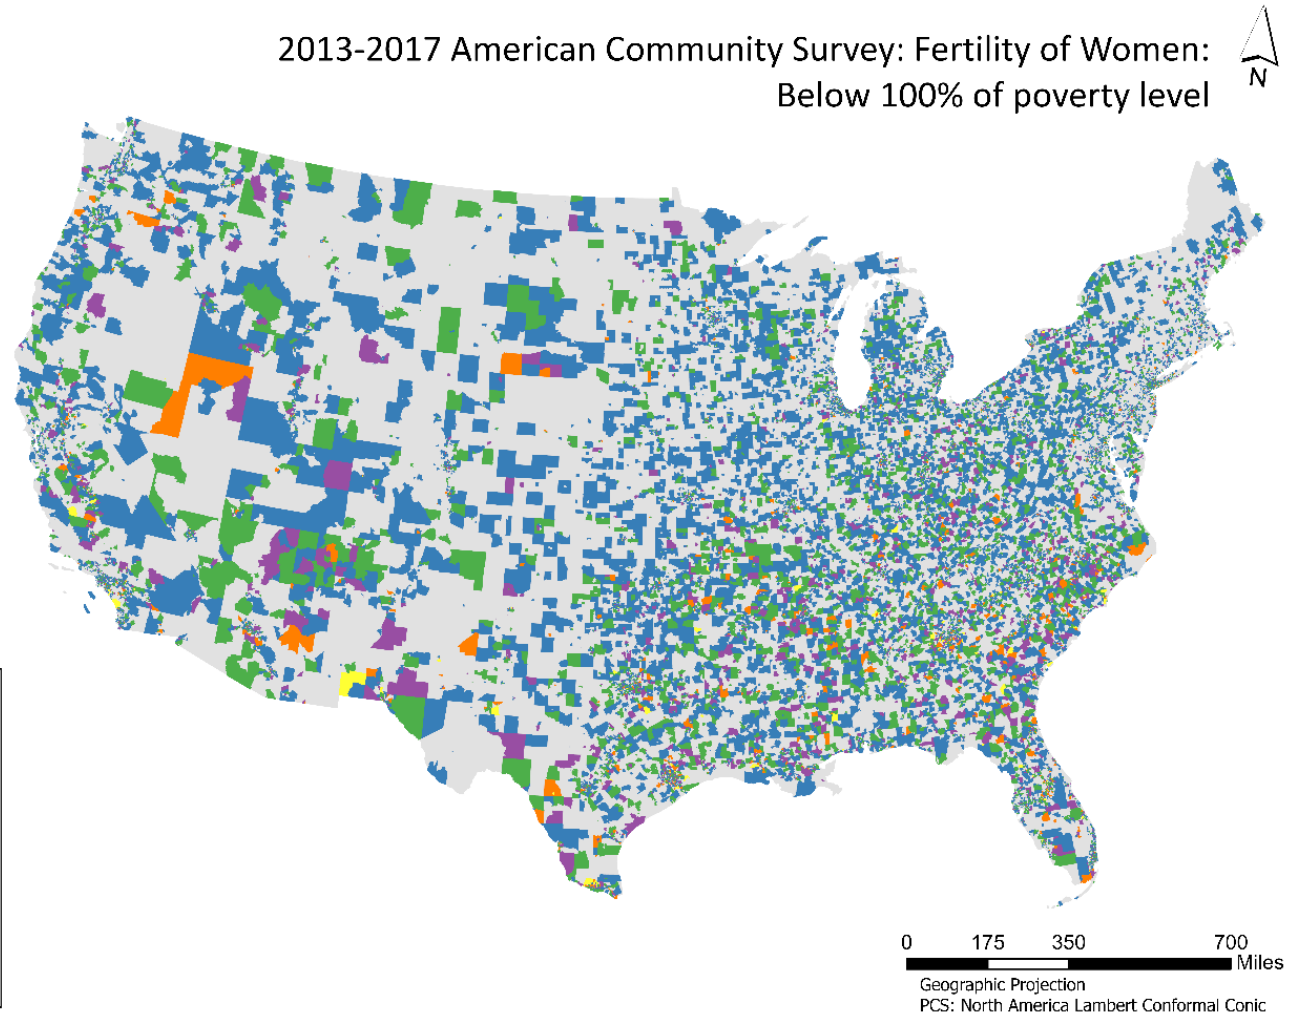 2013-2017 American Community Survey: Fertility of Women:
Below 100% of poverty level
N
0 175 350 700
Miles
Geographic Projection
PCS: North America Lambert Conformal Conic